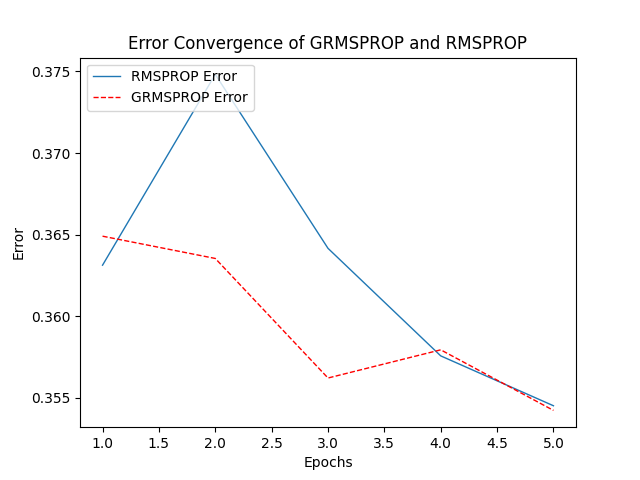 Error Convergence of GRMSPROP and RMSPROP
RMSPROP Error
GRMSPROP Error
0.375
0.370
0.365
0.360
0.355
Error
1.0 1.5 2.0 2.5 3.0 3.5 4.0 4.5 5.0
Epochs